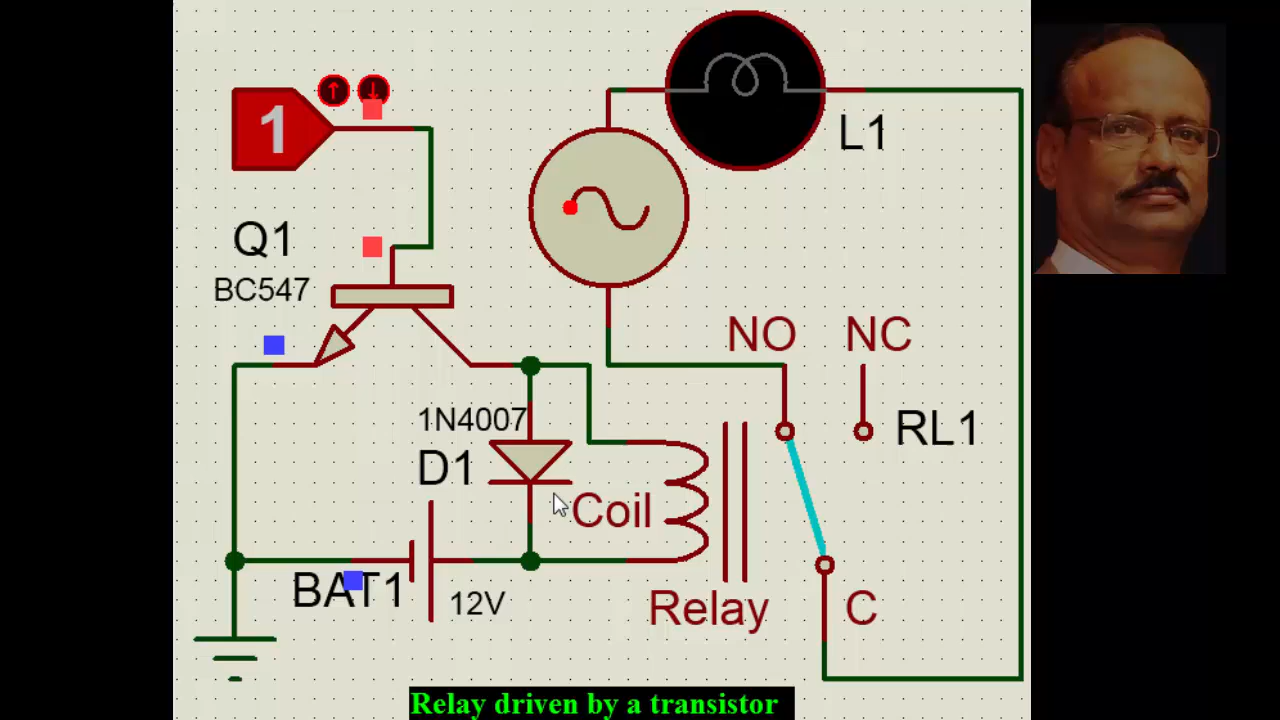 1
L1
Q1
BC547
NO NC
1N4007
RL1
D1
Coil
BAT1
12V
Relay
C
Relay driven by a transistor